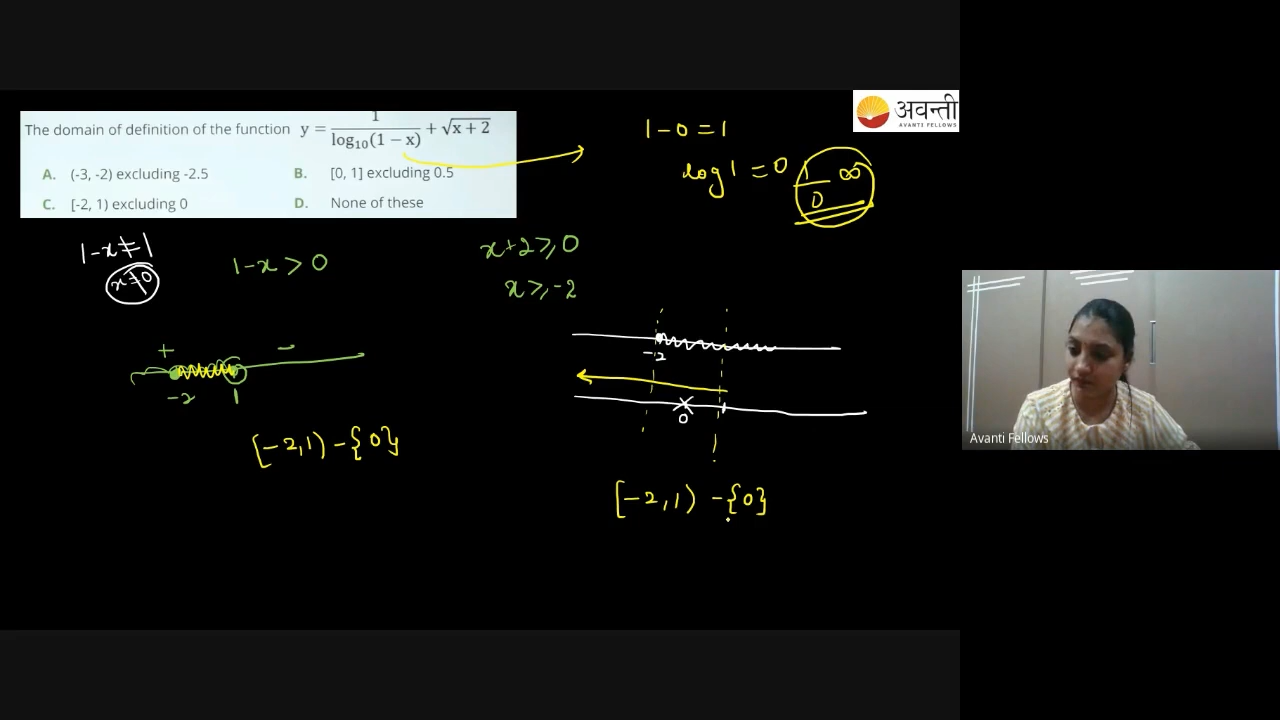 अवन्ती
AVANTI FELLOWS
The domain of definition of the function y = 1/log₁₀(1 − x) + √(x + 2)
A. (-3, -2) excluding -2.5
B. [0, 1] excluding 0.5
C. [-2, 1) excluding 0
D. None of these
1-0=1
log 1 = 0
1/0 ∞
1-x≠1
x≠0
1-x > 0
x+2 ≥ 0
x ≥ -2
+ -
-2 1
[-2,1) - {0}
-2
0
[-2,1) - {0}
Avanti Fellows